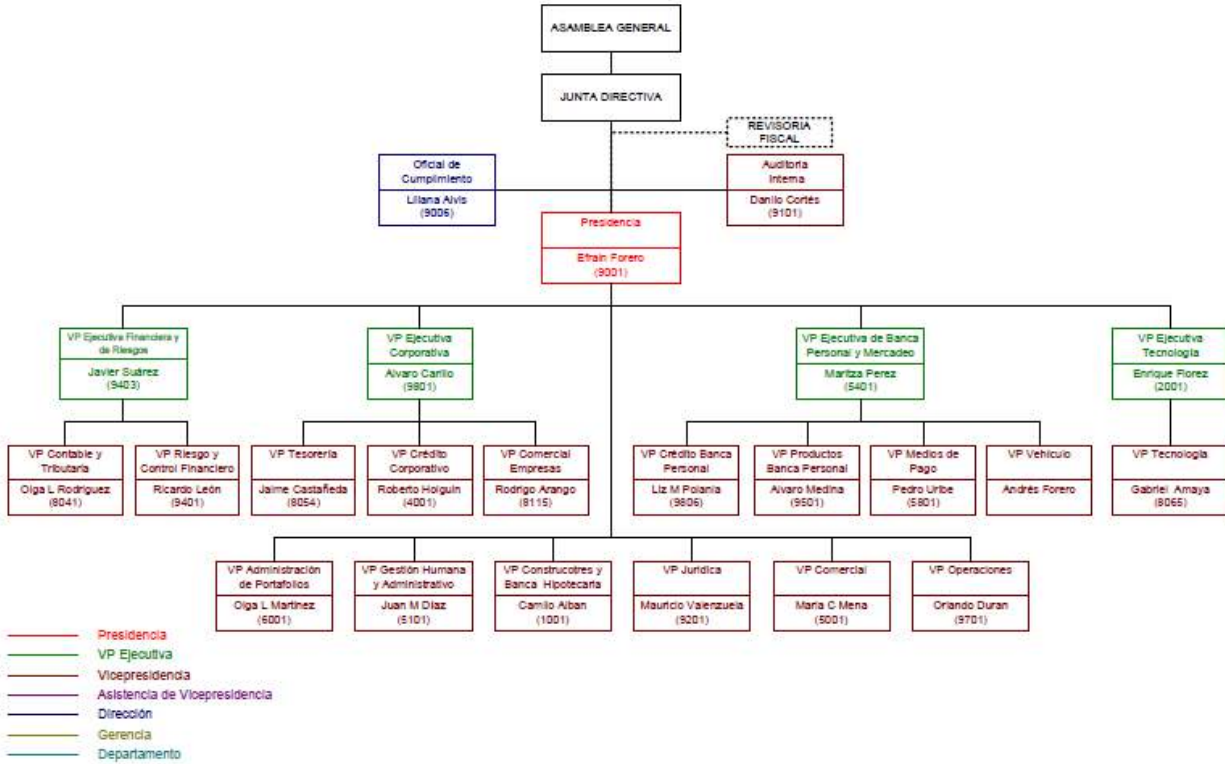 ASAMBLEA GENERAL
JUNTA DIRECTIVA
REVISORIA
FISCAL
Oficial de
Cumplimiento
Liliana Alvis
(9006)
Auditoria
Interna
Danilo Cortés
(9101)
Presidencia
Efrain Forero
(9001)
VP Ejecutiva Financiera y
de Riesgos
Javier Suárez
(9403)
VP Ejecutiva
Corporativa
Alvaro Carrillo
(9801)
VP Ejecutiva de Banca
Personal y Mercadeo
Maritza Perez
(5401)
VP Ejecutiva
Tecnología
Enrique Florez
(2001)
VP Contable y
Tributaria
Olga L Rodríguez
(8041)
VP Riesgo y
Control Financiero
Ricardo León
(9401)
VP Tesorería
Jaime Castañeda
(8054)
VP Crédito
Corporativo
Roberto Holguin
(4001)
VP Comercial
Empresas
Rodrigo Arango
(8115)
VP Crédito Banca
Personal
Liz M Polanía
(9806)
VP Productos
Banca Personal
Alvaro Medina
(9501)
VP Medios de
Pago
Pedro Uribe
(5801)
VP Vehículo
Andrés Forero
VP Tecnología
Gabriel Amaya
(8065)
VP Administración
de Portafolios
Olga L Martínez
(6001)
VP Gestión Humana
y Administrativo
Juan M Díaz
(5101)
VP Construcotres y
Banca Hipotecaria
Camilo Alban
(1001)
VP Jurídica
Mauricio Valenzuela
(9201)
VP Comercial
Maria C Mena
(5001)
VP Operaciones
Orlando Duran
(9701)
Presidencia
VP Ejecutiva
Vicepresidencia
Asistencia de Vicepresidencia
Dirección
Gerencia
Departamento